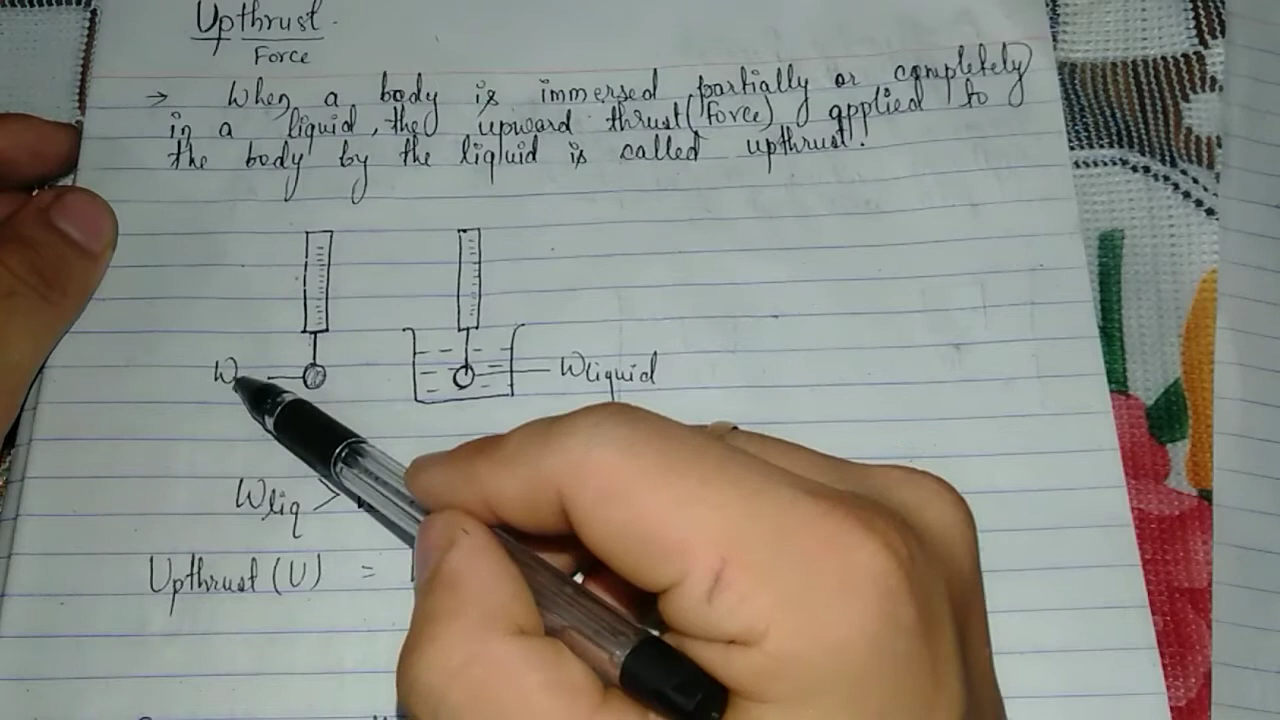 Upthrust
Force
→ When a body is immersed partially or completely
in a liquid, the upward thrust (Force) applied to
the body by the liquid is called upthrust.
W
Wliquid
Wliq >
Upthrust (U) =